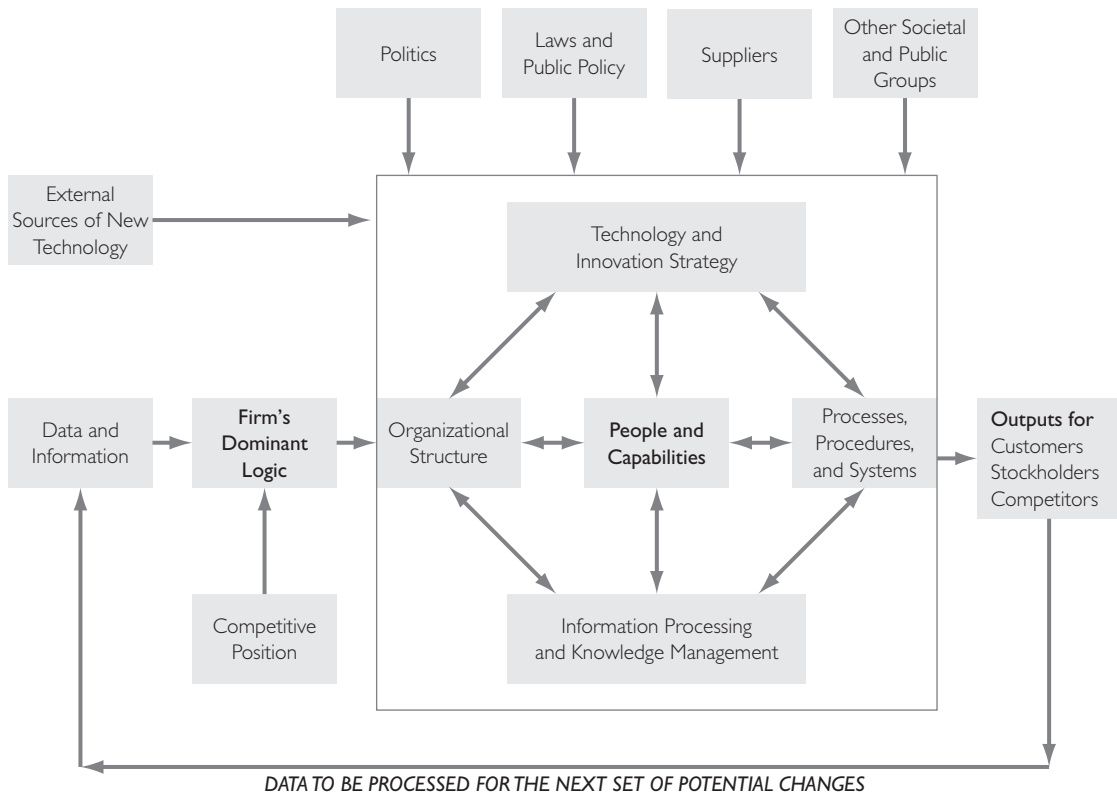 Politics
Laws and
Public Policy
Suppliers
Other Societal
and Public
Groups
External
Sources of New
Technology
Technology and
Innovation Strategy
Data and
Information
Firm's
Dominant
Logic
Organizational
Structure
People and
Capabilities
Processes,
Procedures,
and Systems
Outputs for
Customers
Stockholders
Competitors
Competitive
Position
Information Processing
and Knowledge Management
DATA TO BE PROCESSED FOR THE NEXT SET OF POTENTIAL CHANGES